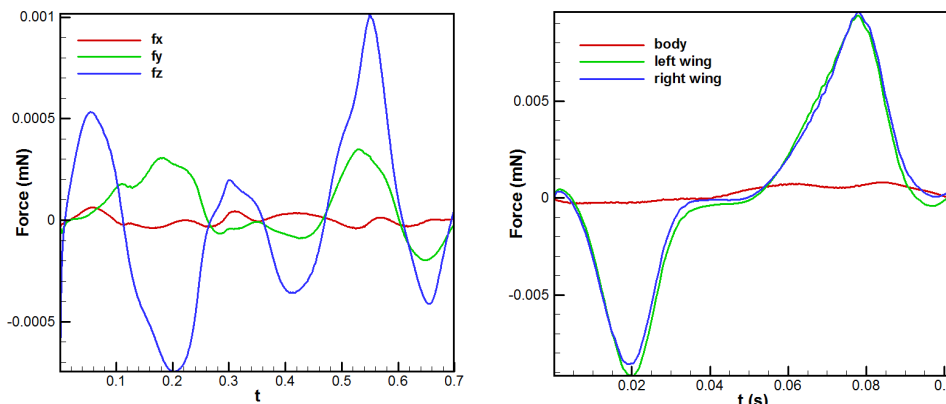 0.001
0.0005
0
-0.0005
Force (mN)
fx
fy
fz
0.1
0.2
0.3
0.4
0.5
0.6
0.7
t
0.005
0
-0.005
Force (mN)
body
left wing
right wing
0.02
0.04
0.06
0.08
t (s)